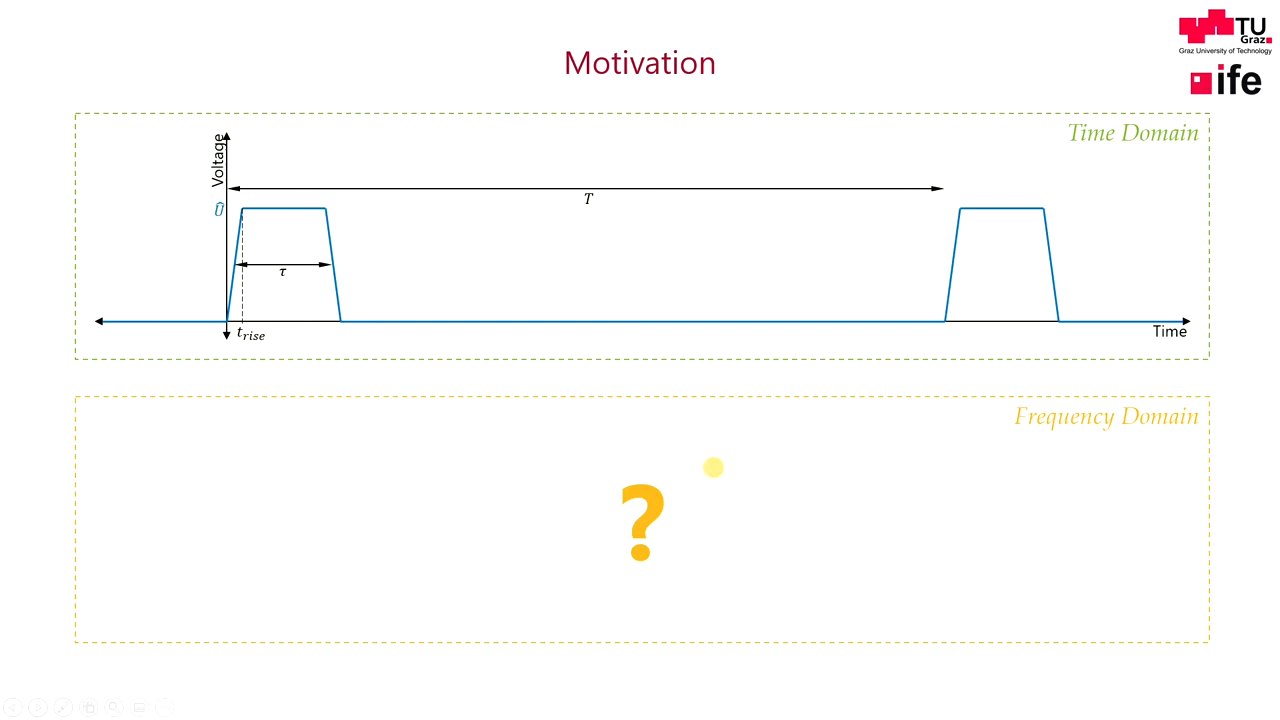 TU
Graz
Graz University of Technology
ife
Motivation
Time Domain
Voltage
T
Û
τ
t_rise
Time
Frequency Domain
?